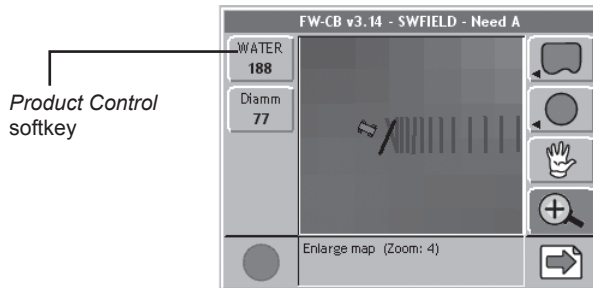 FW-CB v3.14 - SWFIELD - Need A
WATER
188
Diamm
77
Product Control
softkey
Enlarge map (Zoom: 4)